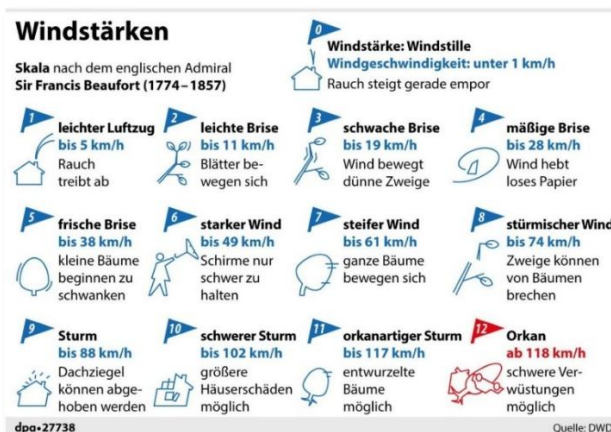 Windstärken
Skala nach dem englischen Admiral
Sir Francis Beaufort (1774–1857)
0
Windstärke: Windstille
Windgeschwindigkeit: unter 1 km/h
Rauch steigt gerade empor
1
leichter Luftzug
bis 5 km/h
Rauch
treibt ab
2
leichte Brise
bis 11 km/h
Blätter be-
wegen sich
3
schwache Brise
bis 19 km/h
Wind bewegt
dünne Zweige
4
mäßige Brise
bis 28 km/h
Wind hebt
loses Papier
5
frische Brise
bis 38 km/h
kleine Bäume
beginnen zu
schwanken
6
starker Wind
bis 49 km/h
Schirme nur
schwer zu
halten
7
steifer Wind
bis 61 km/h
ganze Bäume
bewegen sich
8
stürmischer Wind
bis 74 km/h
Zweige können
von Bäumen
brechen
9
Sturm
bis 88 km/h
Dachziegel
können abge-
hoben werden
10
schwerer Sturm
bis 102 km/h
größere
Häuserschäden
möglich
11
orkanartiger Sturm
bis 117 km/h
entwurzelte
Bäume
möglich
12
Orkan
ab 118 km/h
schwere Ver-
wüstungen
möglich
dpa•27738
Quelle: DWD